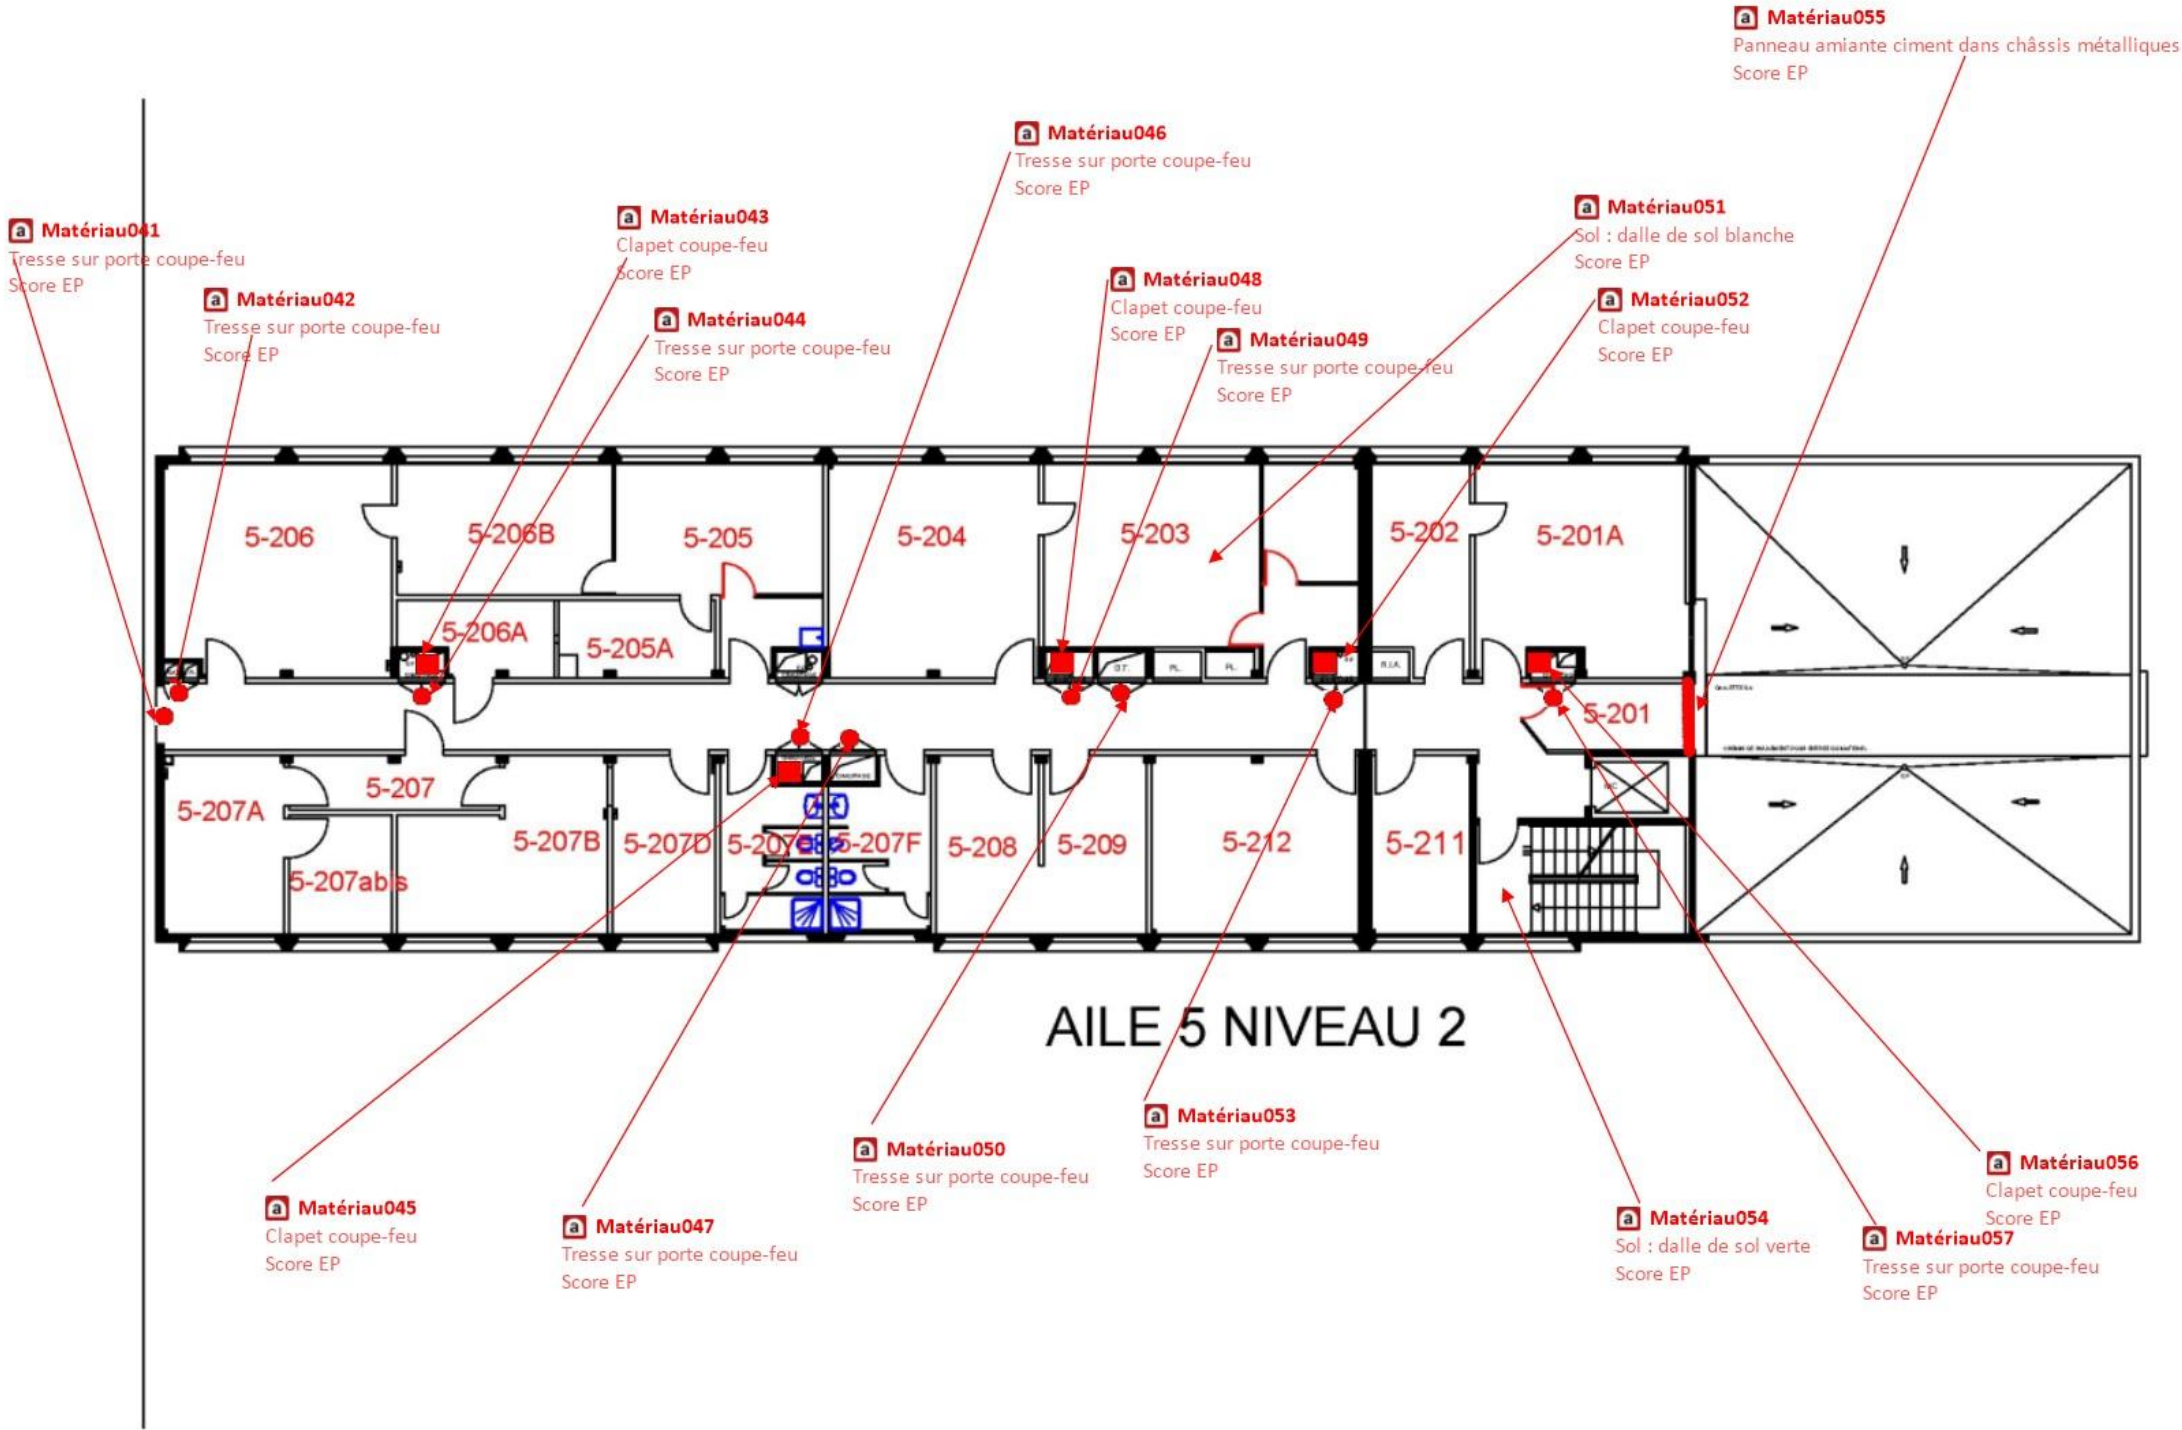 a Matériau055
Panneau amiante ciment dans châssis métalliques
Score EP
a Matériau046
Tresse sur porte coupe-feu
Score EP
a Matériau041
Tresse sur porte coupe-feu
Score EP
a Matériau042
Tresse sur porte coupe-feu
Score EP
a Matériau043
Clapet coupe-feu
Score EP
a Matériau044
Tresse sur porte coupe-feu
Score EP
a Matériau048
Clapet coupe-feu
Score EP
a Matériau049
Tresse sur porte coupe-feu
Score EP
a Matériau051
Sol : dalle de sol blanche
Score EP
a Matériau052
Clapet coupe-feu
Score EP
5-206
5-206B
5-205
5-204
5-203
5-202
5-201A
5-206A
5-205A
PL.
PL.
R.I.A.
5-201
5-207
5-207A
5-207B
5-207D
5-207F
5-208
5-209
5-212
5-211
5-207abis
AILE 5 NIVEAU 2
a Matériau053
Tresse sur porte coupe-feu
Score EP
a Matériau050
Tresse sur porte coupe-feu
Score EP
a Matériau056
Clapet coupe-feu
Score EP
a Matériau045
Clapet coupe-feu
Score EP
a Matériau047
Tresse sur porte coupe-feu
Score EP
a Matériau054
Sol : dalle de sol verte
Score EP
a Matériau057
Tresse sur porte coupe-feu
Score EP